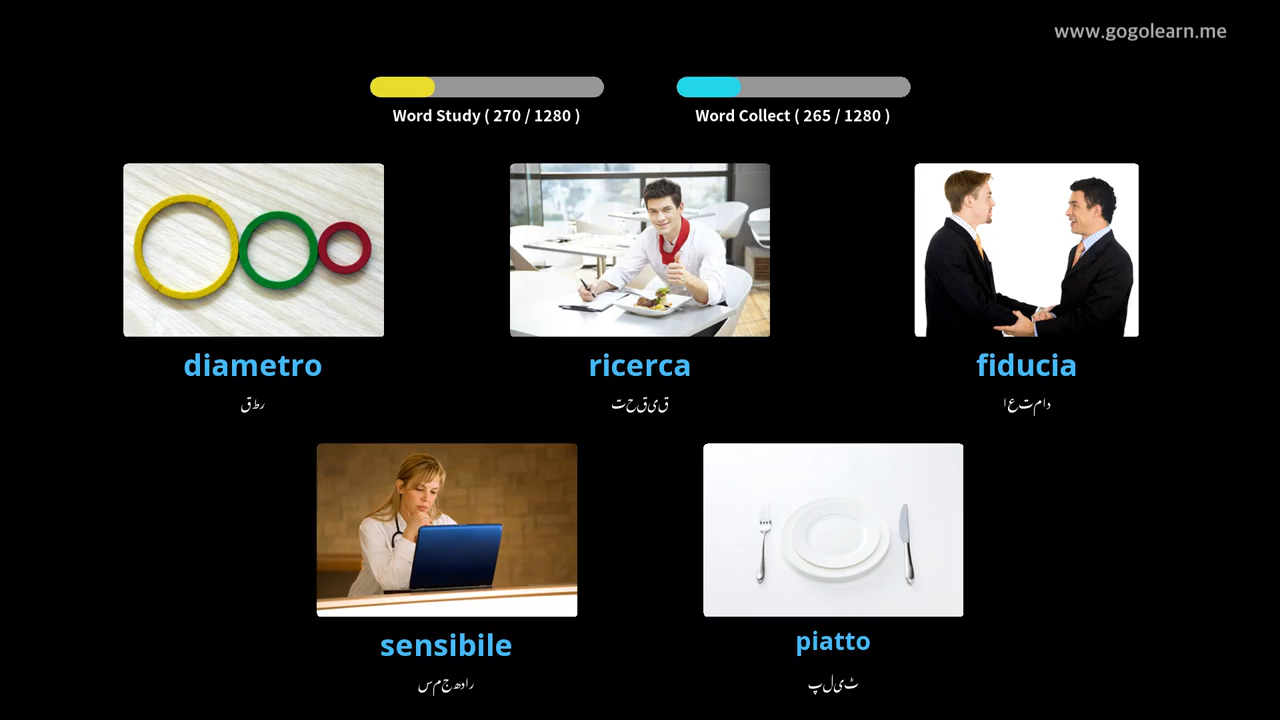 www.gogolearn.me
Word Study ( 270 / 1280 )
Word Collect ( 265 / 1280 )
diametro
قطر
ricerca
تحقیق
fiducia
اعتماد
sensibile
سمجھدار
piatto
پلیٹ